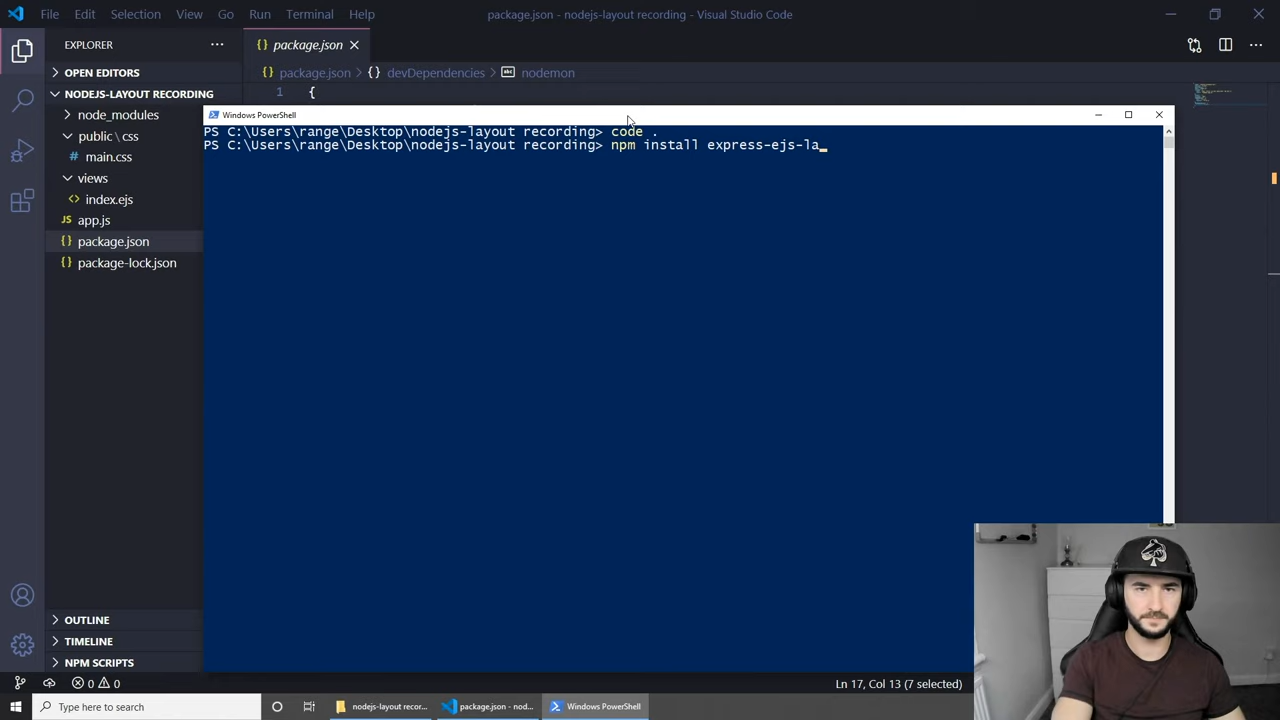 File Edit Selection View Go Run Terminal Help package.json - nodejs-layout recording - Visual Studio Code
EXPLORER
package.json
OPEN EDITORS
package.json devDependencies nodemon
NODEJS-LAYOUT RECORDING
1 {
node_modules
Windows PowerShell
PS C:\Users\range\Desktop\nodejs-layout recording> code .
PS C:\Users\range\Desktop\nodejs-layout recording> npm install express-ejs-la_
public \ css
main.css
views
index.ejs
JS app.js
package.json
package-lock.json
OUTLINE
TIMELINE
NPM SCRIPTS
0 0 Ln 17, Col 13 (7 selected)
Type here to search nodejs-layout recor... package.json - nod... Windows PowerShell